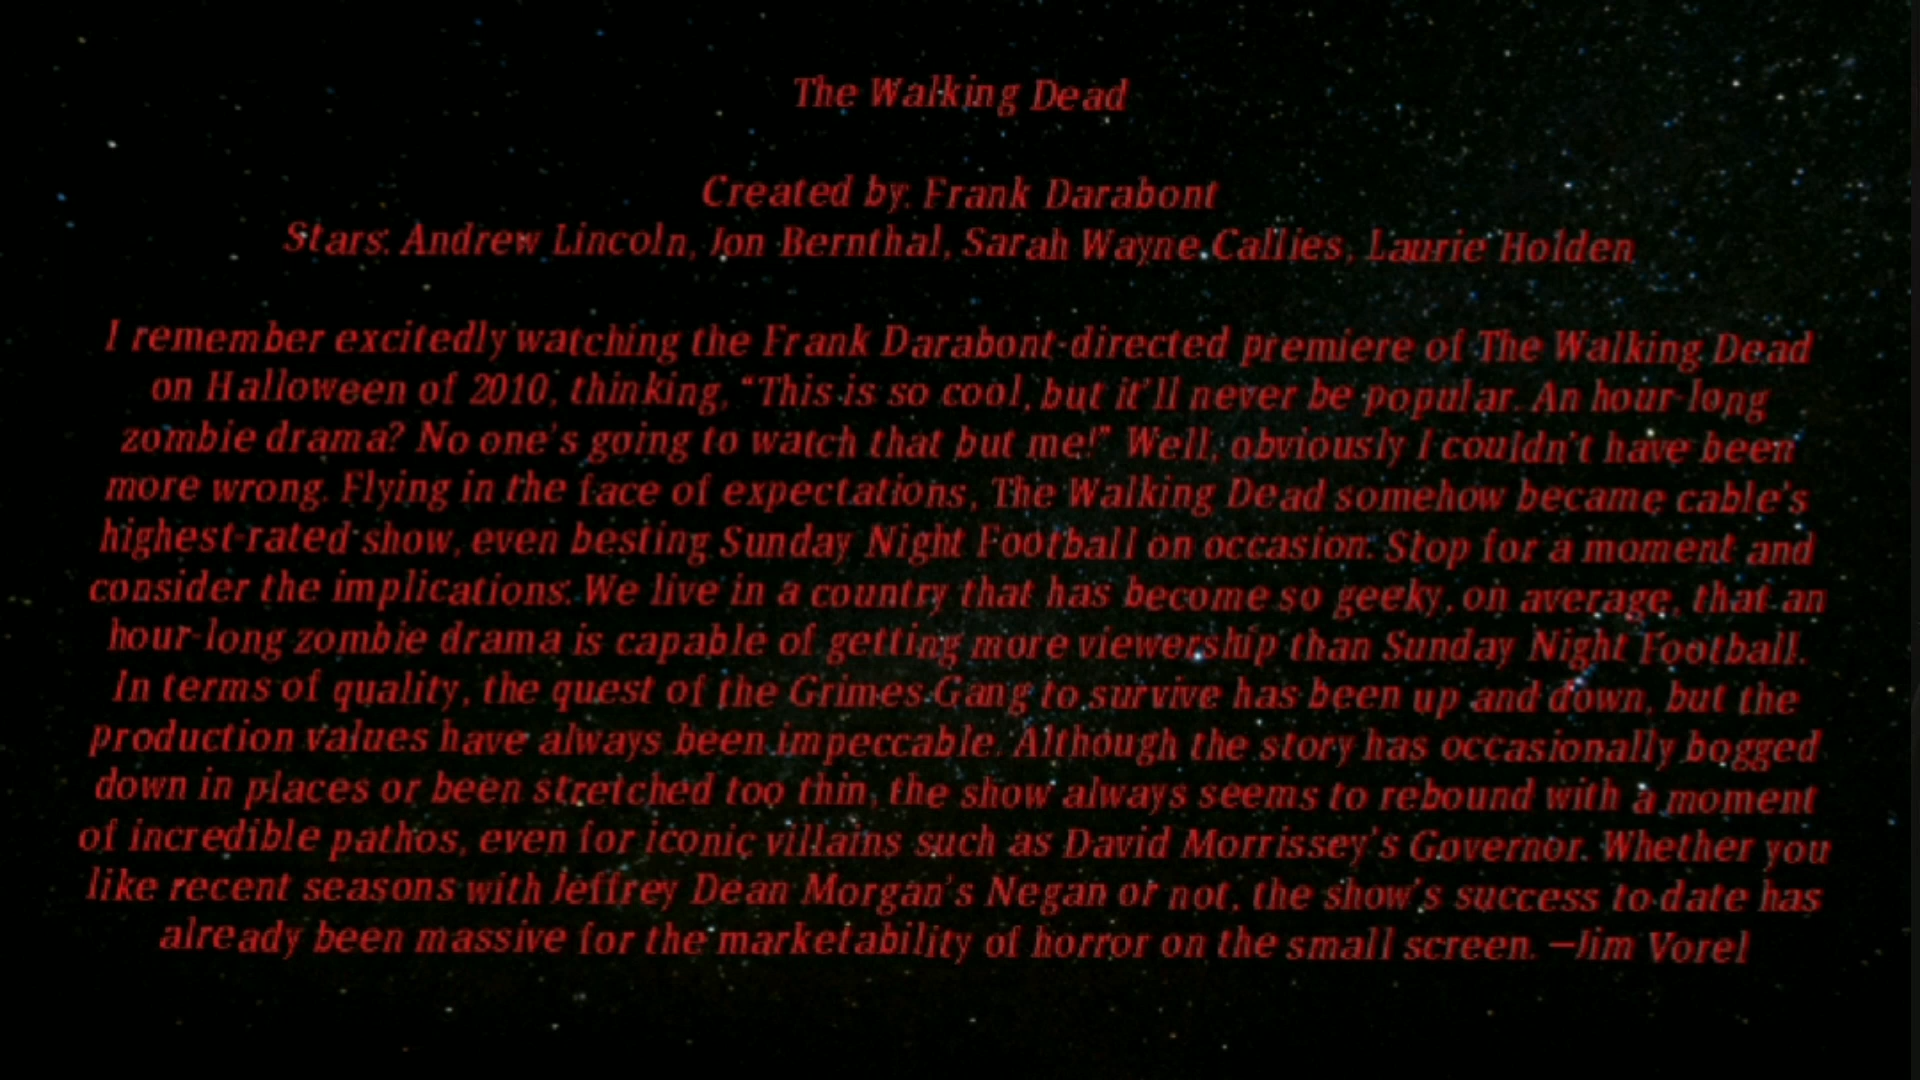 The Walking Dead
Created by: Frank Darabont
Stars: Andrew Lincoln, Jon Bernthal, Sarah Wayne Callies, Laurie Holden
I remember excitedly watching the Frank Darabont-directed premiere of The Walking Dead
on Halloween of 2010, thinking, “This is so cool, but it’ll never be popular. An hour-long
zombie drama? No one’s going to watch that but me!” Well, obviously I couldn’t have been
more wrong. Flying in the face of expectations, The Walking Dead somehow became cable’s
highest-rated show, even besting Sunday Night Football on occasion. Stop for a moment and
consider the implications: We live in a country that has become so geeky, on average, that an
hour-long zombie drama is capable of getting more viewership than Sunday Night Football.
In terms of quality, the quest of the Grimes Gang to survive has been up and down, but the
production values have always been impeccable. Although the story has occasionally bogged
down in places or been stretched too thin, the show always seems to rebound with a moment
of incredible pathos, even for iconic villains such as David Morrissey’s Governor. Whether you
like recent seasons with Jeffrey Dean Morgan’s Negan or not, the show’s success to date has
already been massive for the marketability of horror on the small screen. —Jim Vorel